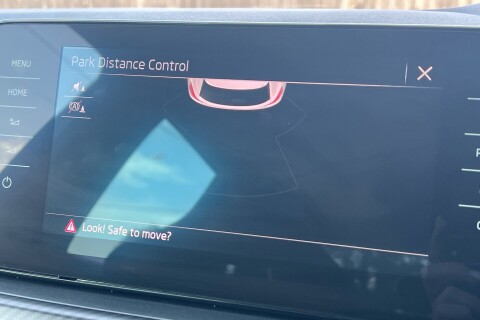 MENU
Park Distance Control
HOME
Look! Safe to move?